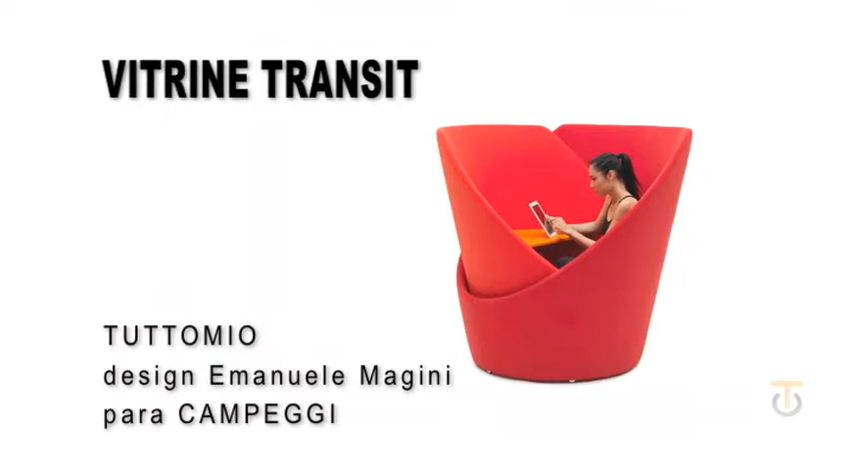 VITRINE TRANSIT
TUTTOMIO
design Emanuele Magini
para CAMPEGGI